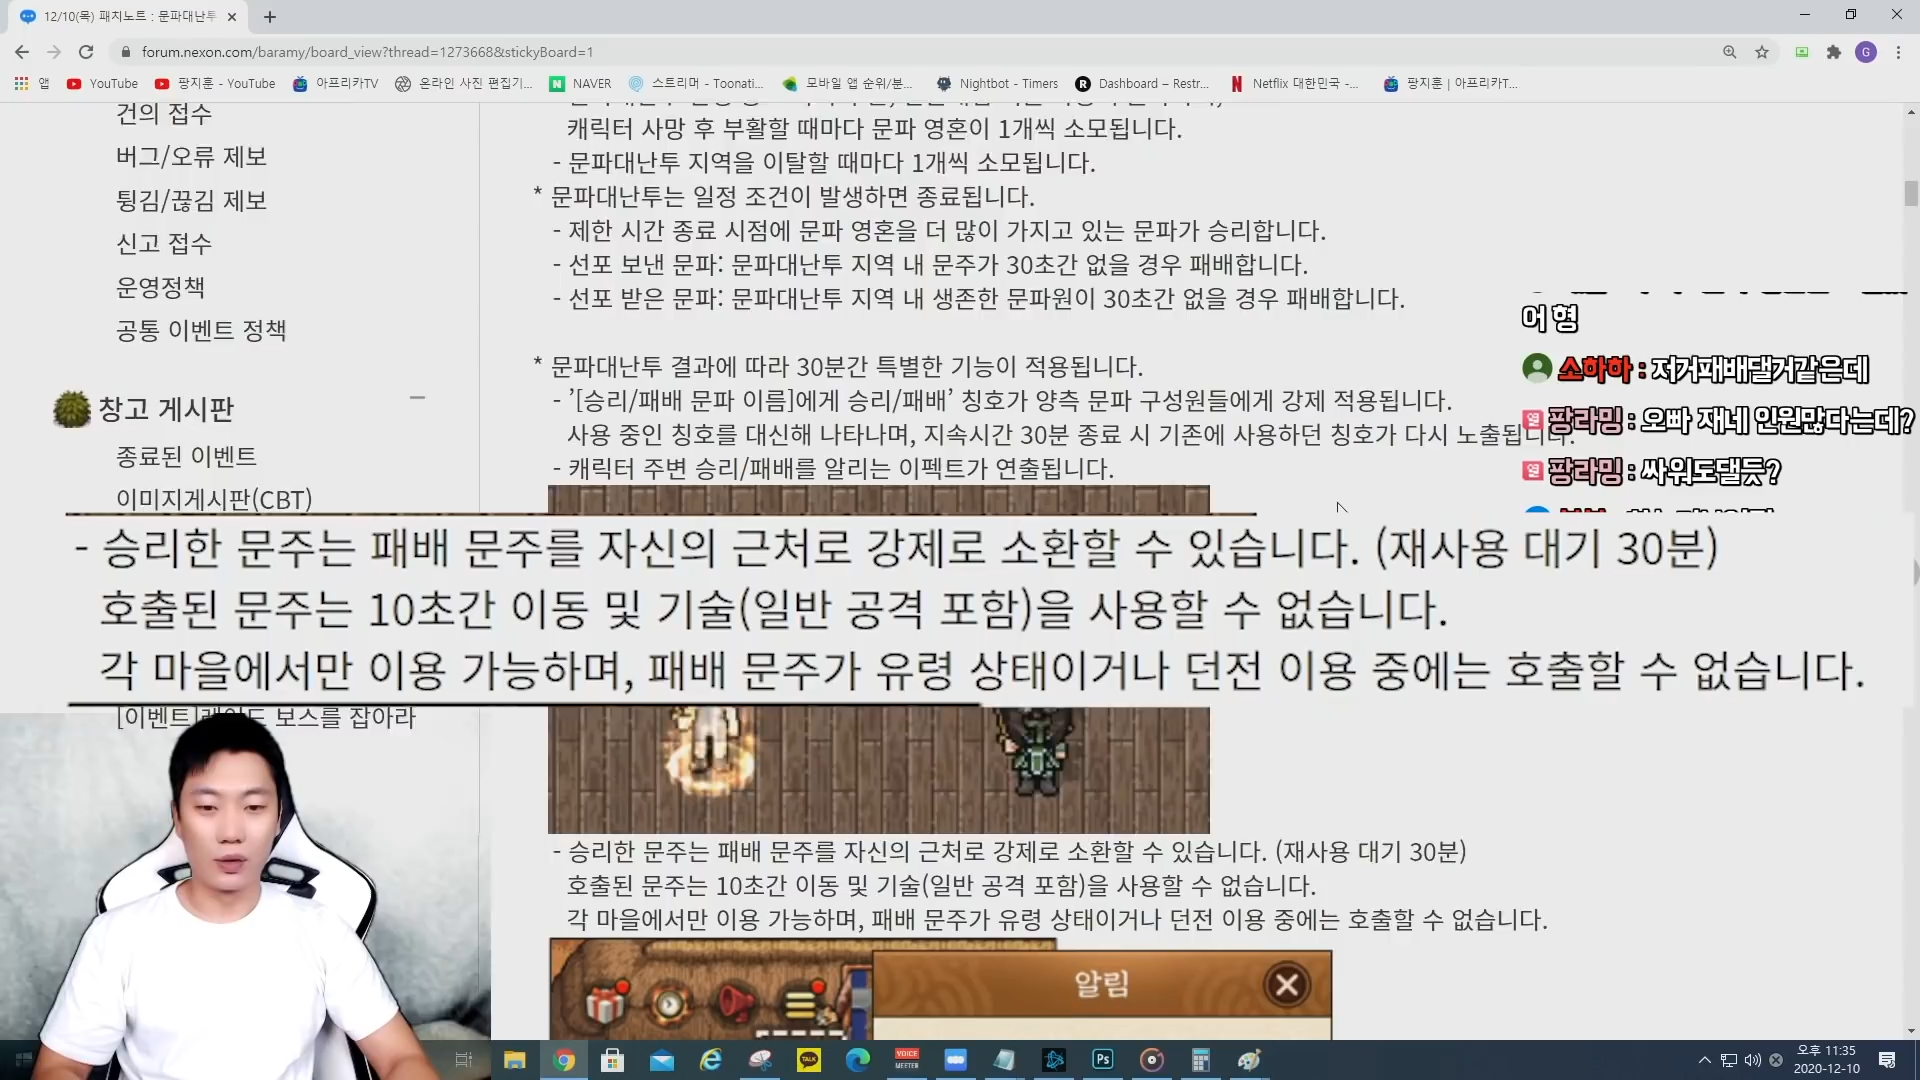 12/10(목) 패치노트 : 문파대난투
forum.nexon.com/baramy/board_view?thread=1273668&stickyBoard=1
G
앱
YouTube
팡지훈 - YouTube
아프리카TV
온라인 사진 편집기...
N
NAVER
스트리머 - Toonati...
모바일 앱 순위/분...
Nightbot - Timers
R
Dashboard – Restr...
N
Netflix 대한민국 -...
팡지훈 | 아프리카T...
건의 접수
버그/오류 제보
튕김/끊김 제보
신고 접수
운영정책
공통 이벤트 정책
창고 게시판
종료된 이벤트
이미지게시판(CBT)
[이벤트]레이드 보스를 잡아라
캐릭터 사망 후 부활할 때마다 문파 영혼이 1개씩 소모됩니다.
- 문파대난투 지역을 이탈할 때마다 1개씩 소모됩니다.
* 문파대난투는 일정 조건이 발생하면 종료됩니다.
- 제한 시간 종료 시점에 문파 영혼을 더 많이 가지고 있는 문파가 승리합니다.
- 선포 보낸 문파: 문파대난투 지역 내 문주가 30초간 없을 경우 패배합니다.
- 선포 받은 문파: 문파대난투 지역 내 생존한 문파원이 30초간 없을 경우 패배합니다.
* 문파대난투 결과에 따라 30분간 특별한 기능이 적용됩니다.
- '[승리/패배 문파 이름]에게 승리/패배' 칭호가 양측 문파 구성원들에게 강제 적용됩니다.
사용 중인 칭호를 대신해 나타나며, 지속시간 30분 종료 시 기존에 사용하던 칭호가 다시 노출됩니다.
- 캐릭터 주변 승리/패배를 알리는 이펙트가 연출됩니다.
어 형
소하하 : 저거패배댈거같은데
열 팡라밍 : 오빠 재네 인원많다는데?
열 팡라밍 : 싸워도댈듯?
- 승리한 문주는 패배 문주를 자신의 근처로 강제로 소환할 수 있습니다. (재사용 대기 30분)
호출된 문주는 10초간 이동 및 기술(일반 공격 포함)을 사용할 수 없습니다.
각 마을에서만 이용 가능하며, 패배 문주가 유령 상태이거나 던전 이용 중에는 호출할 수 없습니다.
- 승리한 문주는 패배 문주를 자신의 근처로 강제로 소환할 수 있습니다. (재사용 대기 30분)
호출된 문주는 10초간 이동 및 기술(일반 공격 포함)을 사용할 수 없습니다.
각 마을에서만 이용 가능하며, 패배 문주가 유령 상태이거나 던전 이용 중에는 호출할 수 없습니다.
알림
TALK
VOICE
MEETER
Ps
오후 11:35
2020-12-10